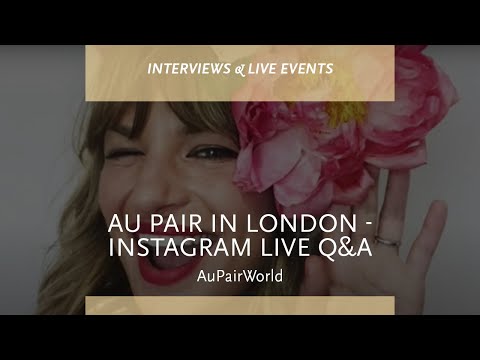 INTERVIEWS & LIVE EVENTS
AU PAIR IN LONDON -
INSTAGRAM LIVE Q&A
AuPairWorld